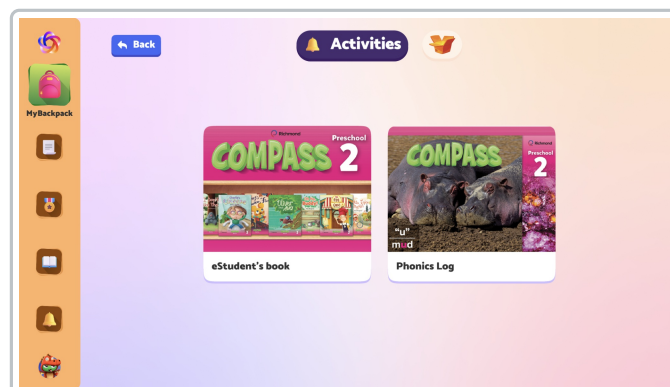 Back
Activities
MyBackpack
Richmond
Preschool
COMPASS 2
eStudent's book
COMPASS
Richmond
Preschool
2
"u"
mud
Phonics Log